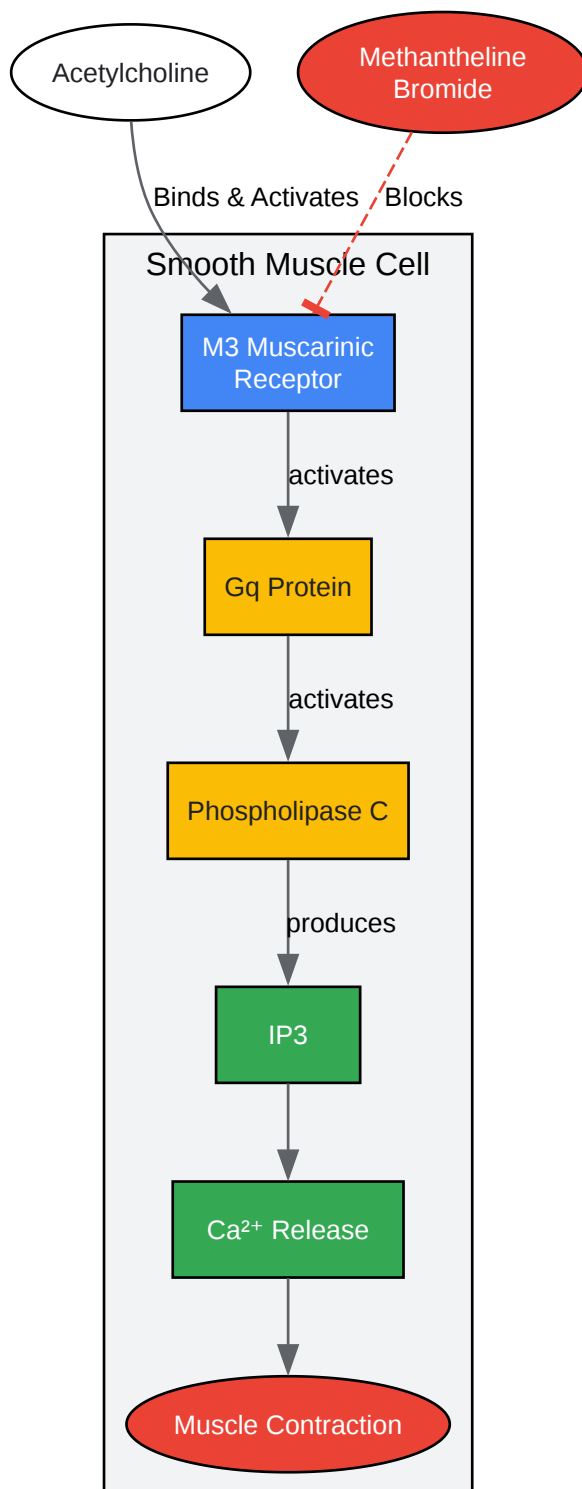 Acetylcholine
Methantheline
Bromide
Binds & Activates
Blocks
Smooth Muscle Cell
M3 Muscarinic
Receptor
activates
Gq Protein
activates
Phospholipase C
produces
IP3
Ca²⁺ Release
Muscle Contraction